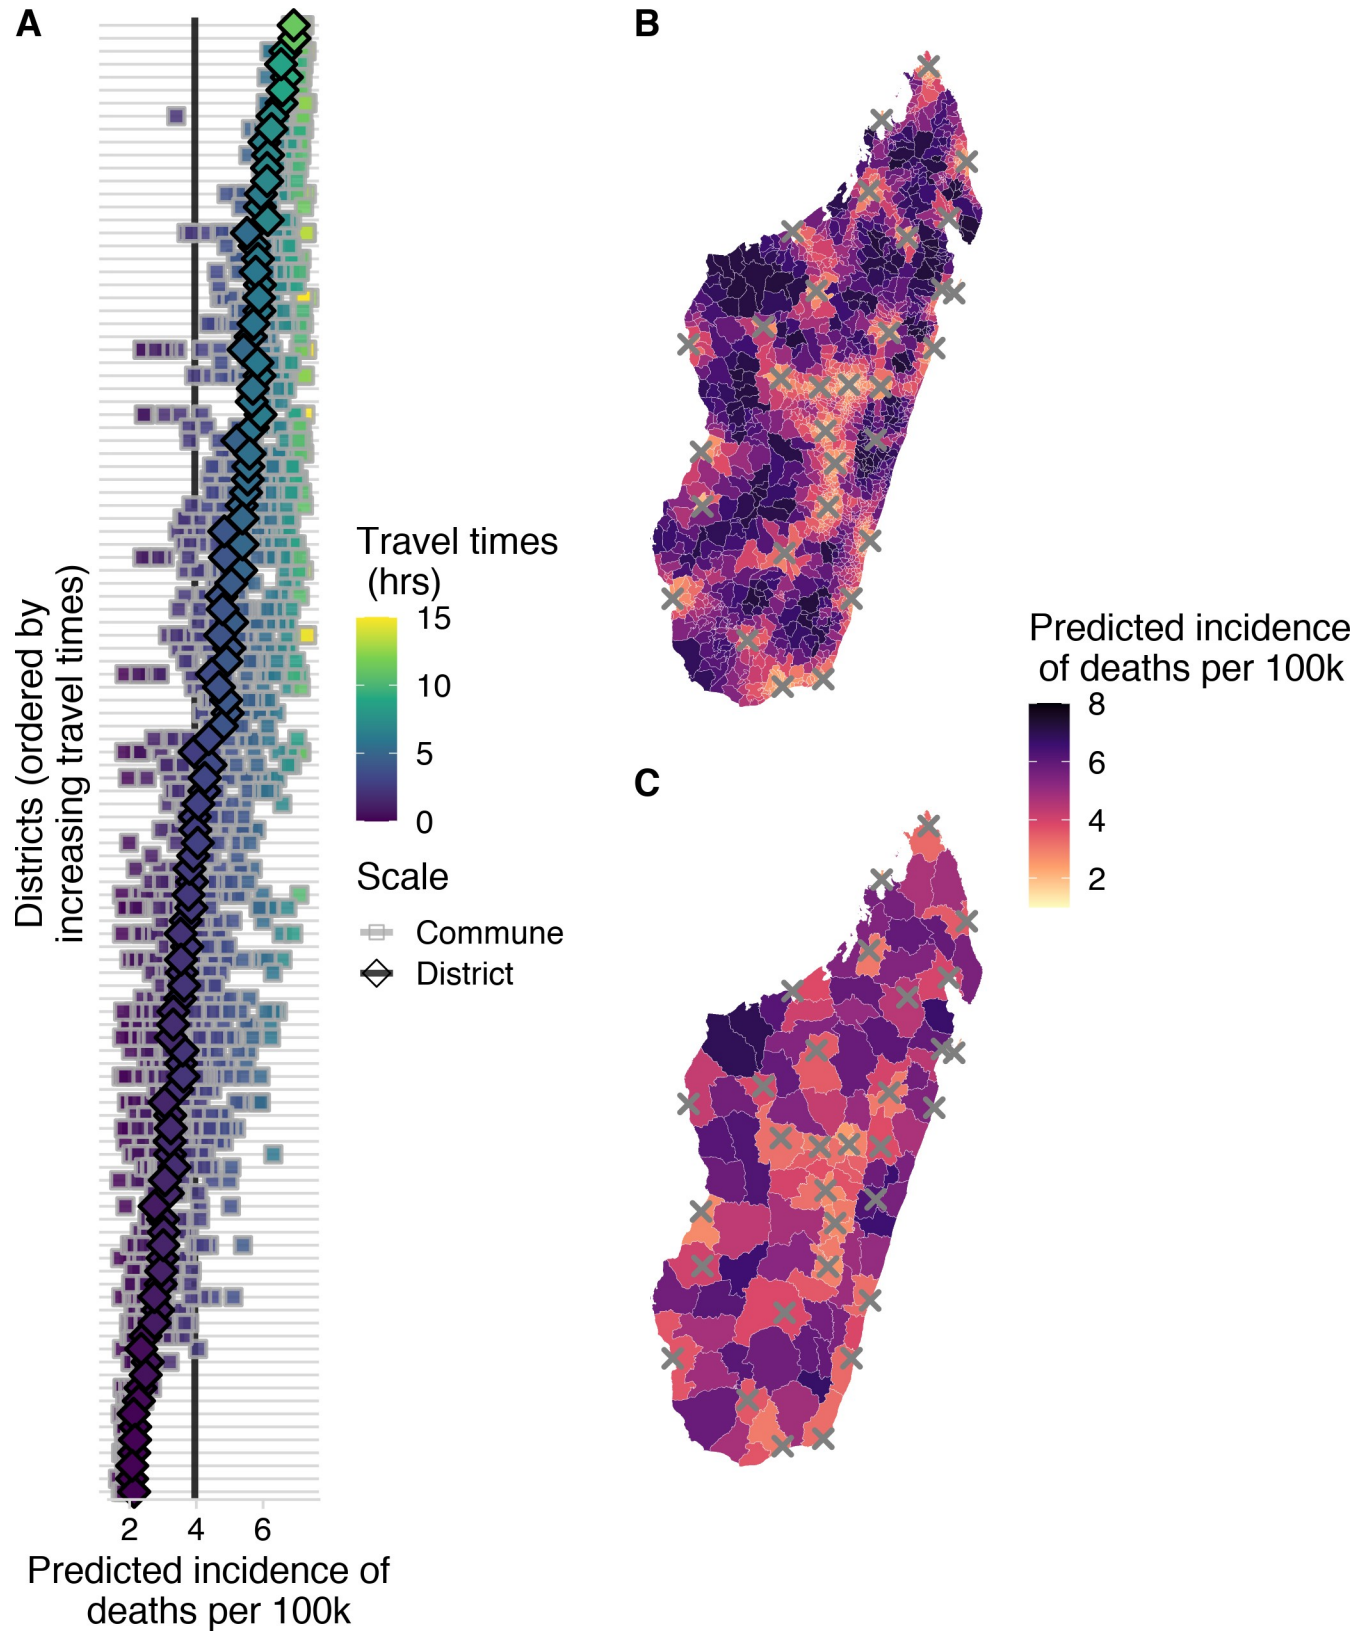 A
B
Districts (ordered by
increasing travel times)
2 4 6
Predicted incidence of
deaths per 100k
Travel times
(hrs)
15
10
5
0
Scale
Commune
District
C
Predicted incidence
of deaths per 100k
8
6
4
2